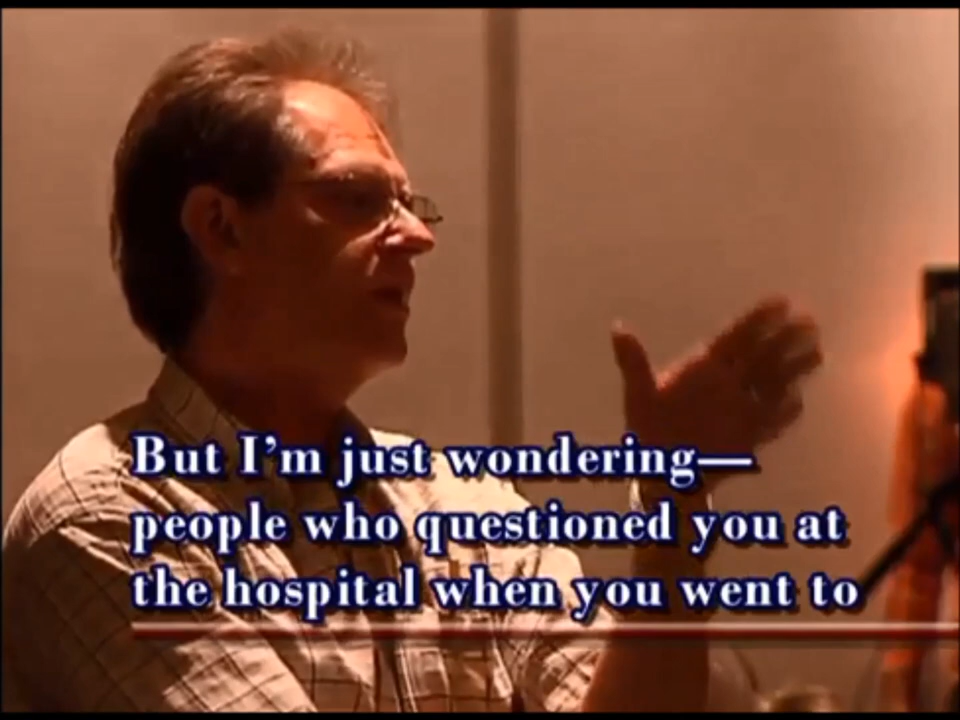 But I'm just wondering—
people who questioned you at
the hospital when you went to